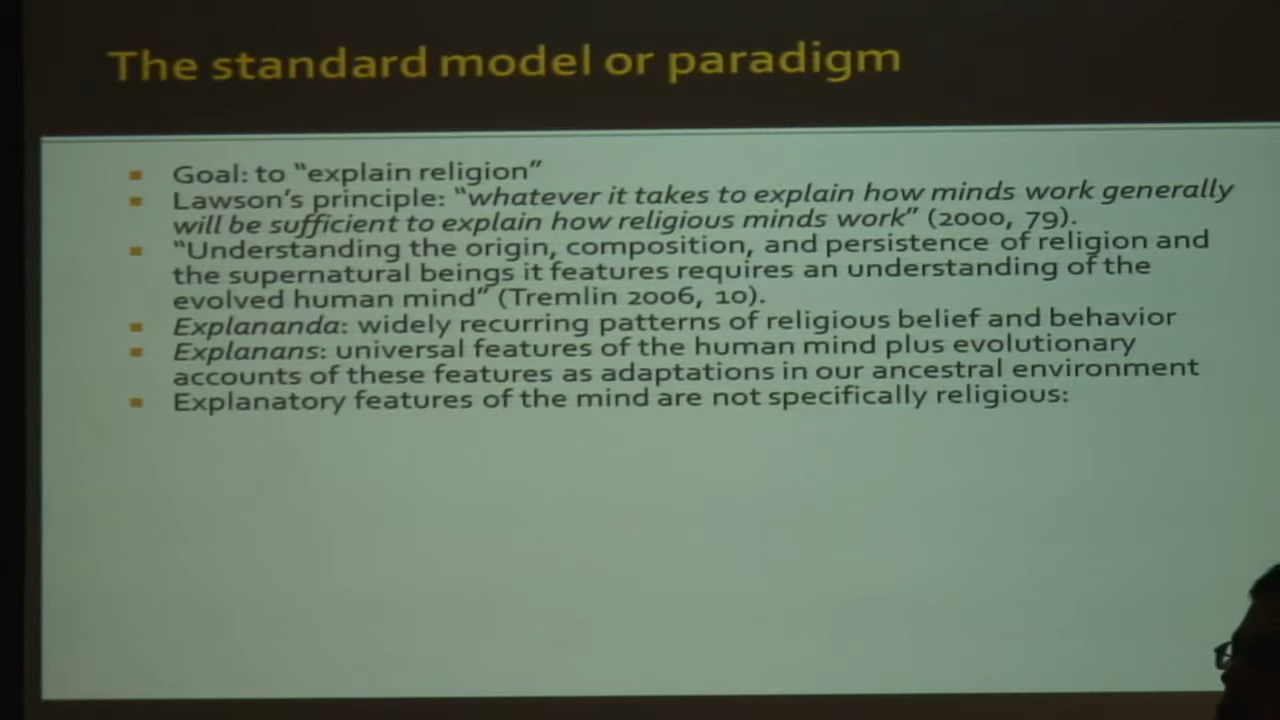 The standard model or paradigm
▪ Goal: to “explain religion”
▪ Lawson’s principle: “whatever it takes to explain how minds work generally
will be sufficient to explain how religious minds work” (2000, 79).
▪ “Understanding the origin, composition, and persistence of religion and
the supernatural beings it features requires an understanding of the
evolved human mind” (Tremlin 2006, 10).
▪ Explananda: widely recurring patterns of religious belief and behavior
▪ Explanans: universal features of the human mind plus evolutionary
accounts of these features as adaptations in our ancestral environment
▪ Explanatory features of the mind are not specifically religious: